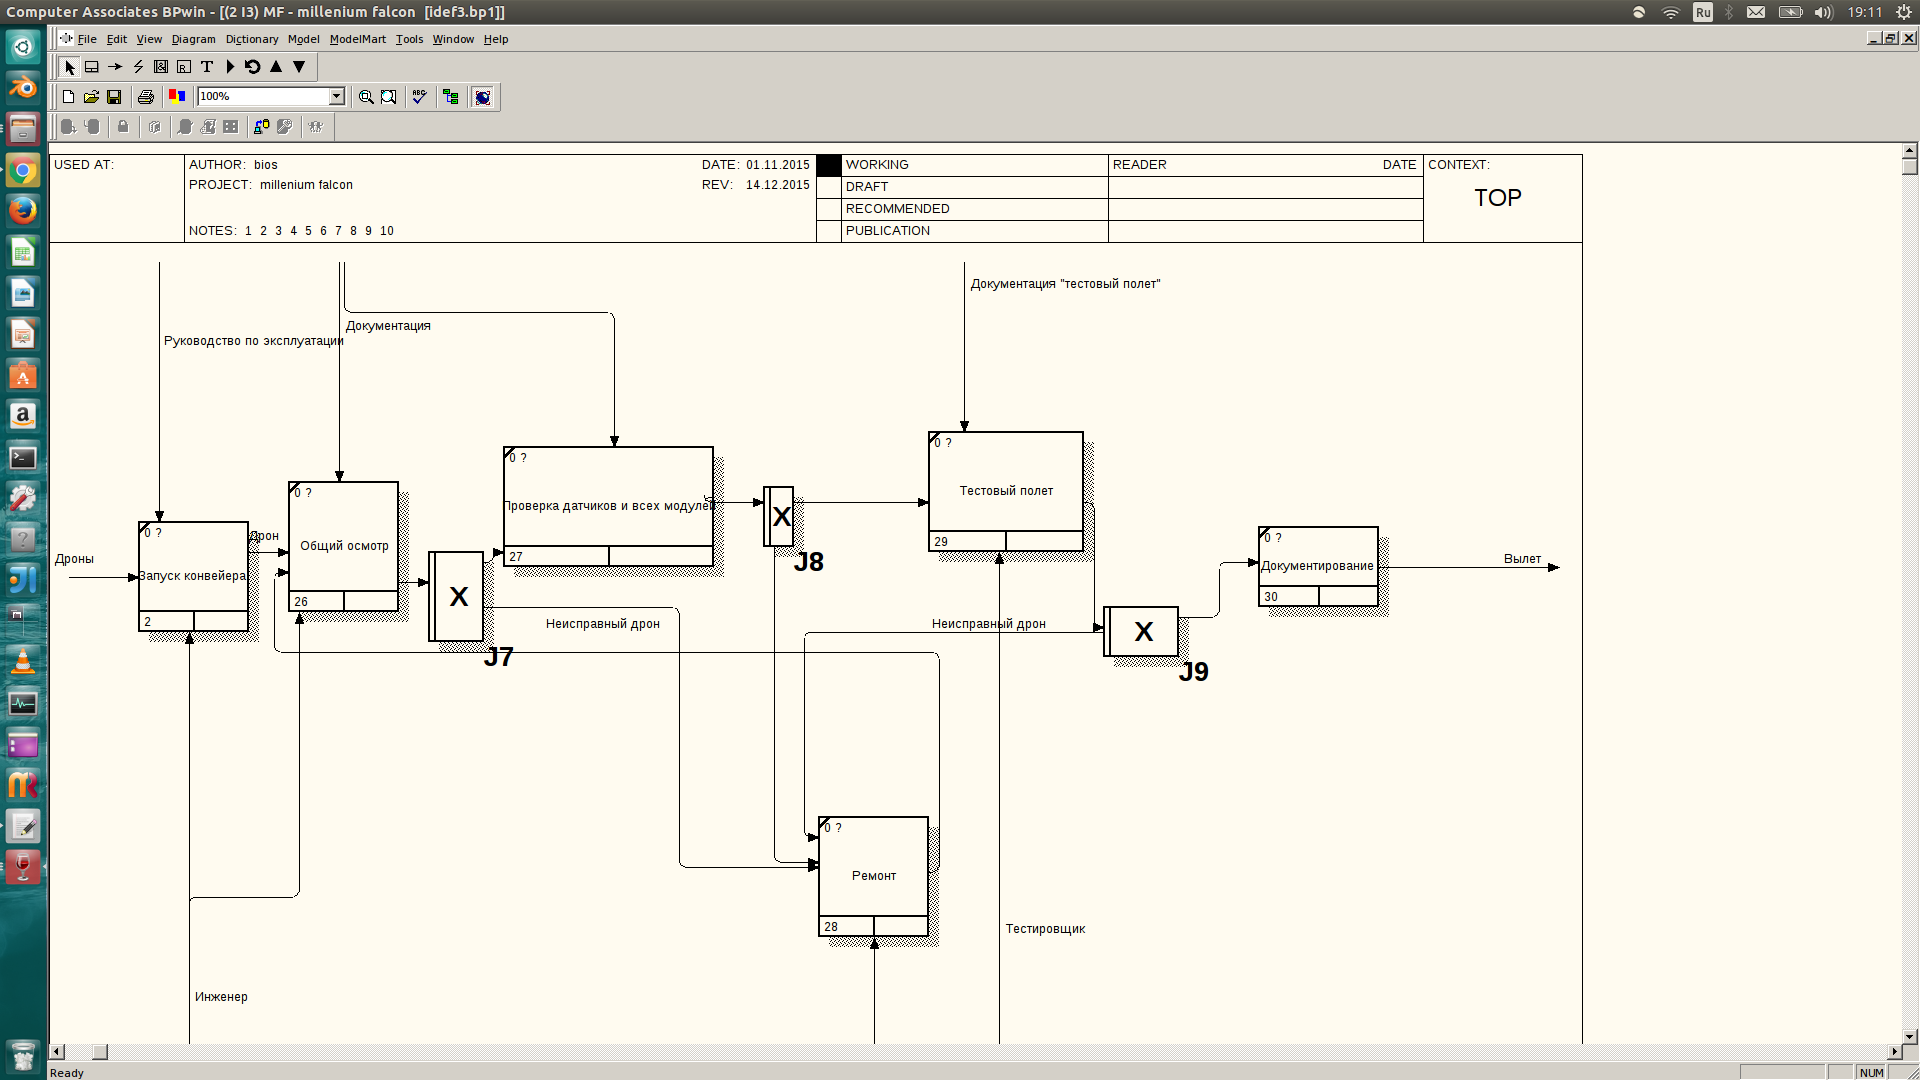 Computer Associates BPwin - [(2 I3) MF - millenium falcon  [idef3.bp1]]
Ru
19:11
File Edit View Diagram Dictionary Model ModelMart Tools Window Help
100%
USED AT:
AUTHOR: bios
DATE: 01.11.2015
PROJECT: millenium falcon
REV: 14.12.2015
NOTES: 1 2 3 4 5 6 7 8 9 10
WORKING
DRAFT
RECOMMENDED
PUBLICATION
READER
DATE
CONTEXT:
TOP
Документация "тестовый полет"
Документация
Руководство по эксплуатации
0 ?
Тестовый полет
29
0 ?
Проверка датчиков и всех модулей
27
0 ?
Общий осмотр
26
0 ?
Запуск конвейера
2
Дроны
Дрон
X
J7
X
J8
X
J9
0 ?
Документирование
30
Вылет
Неисправный дрон
Неисправный дрон
0 ?
Ремонт
28
Тестировщик
Инженер
Ready
NUM